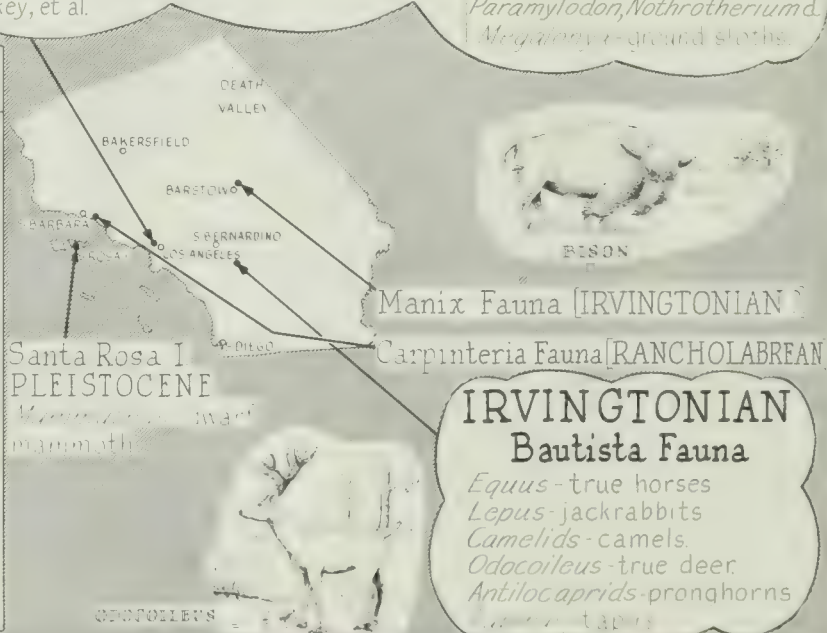 key, et al.
Paramylodon, Nothrotherium
ground sloths
DEATH
VALLEY
BAKERSFIELD
BARSTOW
BARBARA
S.BERNARDINO
LOS ANGELES
DIEGO
BISON
Manix Fauna [IRVINGTONIAN
Carpinteria Fauna[RANCHOLABREAN]
Santa Rosa I
PLEISTOCENE
mammoth
IRVINGTONIAN
Bautista Fauna
Equus-true horses
Lepus-jackrabbits
Camelids-camels.
Odocoileus-true deer.
Antilocaprids-pronghorns
ODOCOILEUS